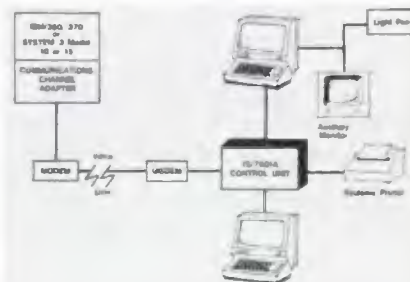 IBM/360, 370
or
SYSTEM 3 Model
10 or 15
COMMUNICATIONS
CHANNEL
ADAPTER
MODEM
MODEM
CONTROL UNIT
Light Pen
Auxiliary
Monitor
Systems Printer